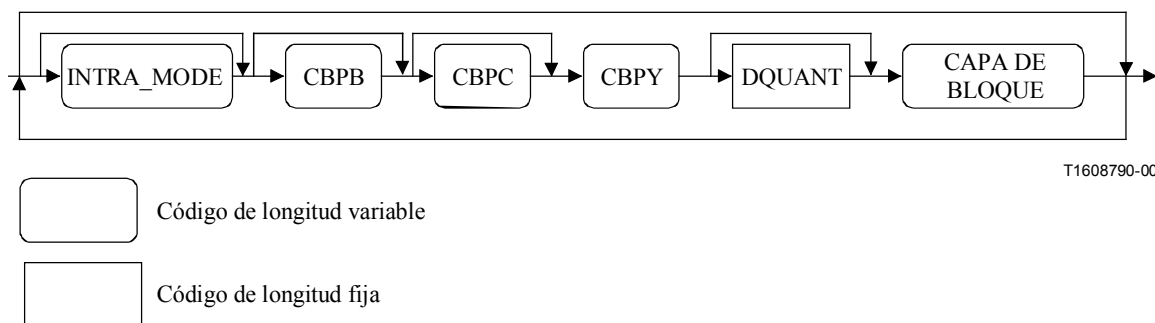 INTRA_MODE
CBPB
CBPC
CBPY
DQUANT
CAPA DE
BLOQUE
T1608790-00
Código de longitud variable
Código de longitud fija